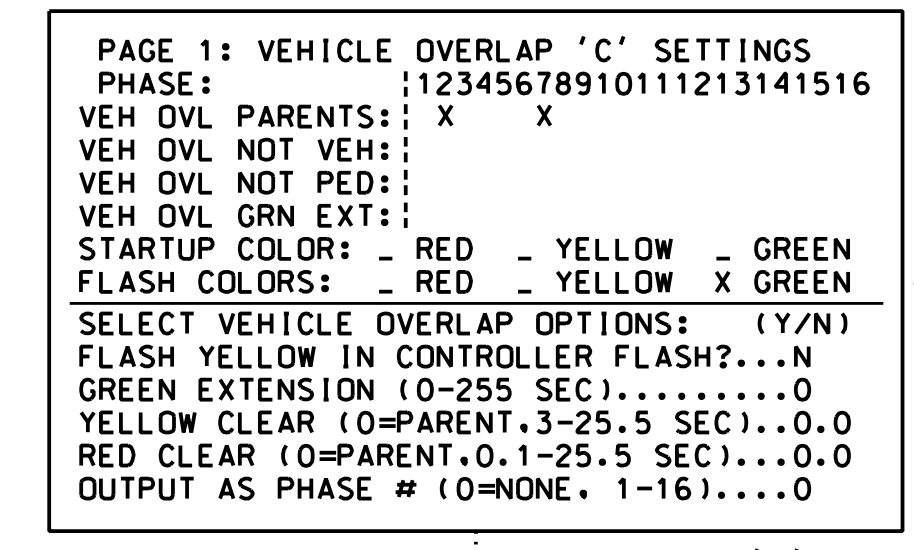 PAGE 1: VEHICLE OVERLAP 'C' SETTINGS
PHASE: ¦12345678910111213141516
VEH OVL PARENTS:¦ X X
VEH OVL NOT VEH:¦
VEH OVL NOT PED:¦
VEH OVL GRN EXT:¦
STARTUP COLOR: _ RED _ YELLOW _ GREEN
FLASH COLORS: _ RED _ YELLOW X GREEN
SELECT VEHICLE OVERLAP OPTIONS: (Y/N)
FLASH YELLOW IN CONTROLLER FLASH?...N
GREEN EXTENSION (0-255 SEC).........0
YELLOW CLEAR (0=PARENT,3-25.5 SEC)..0.0
RED CLEAR (0=PARENT,0.1-25.5 SEC)...0.0
OUTPUT AS PHASE # (0=NONE, 1-16)....0